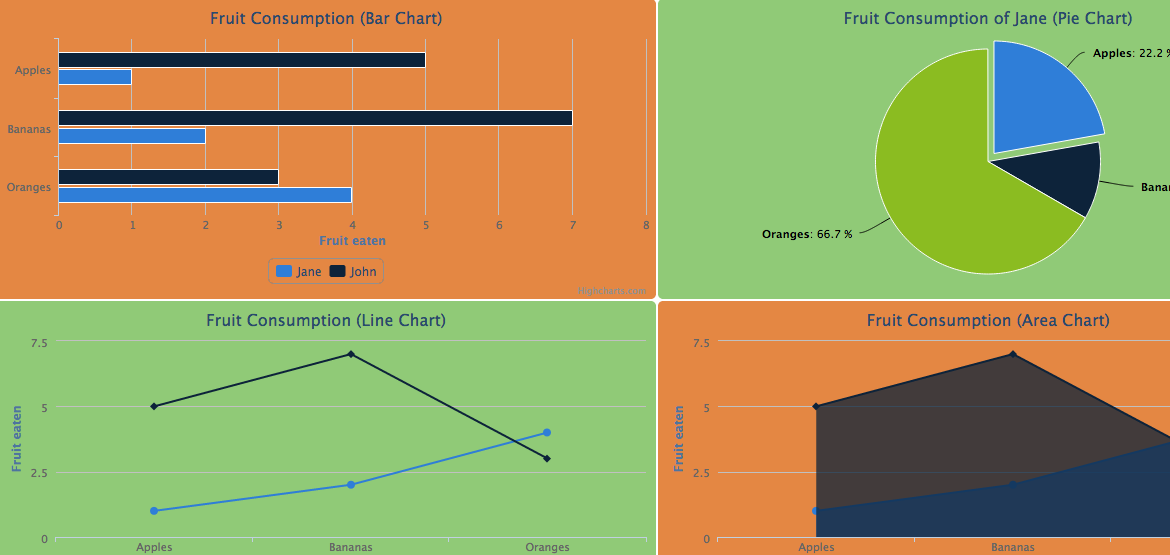 Fruit Consumption (Bar Chart)
Apples
Bananas
Oranges
0 1 2 3 4 5 6 7 8
Fruit eaten
Jane John
Highcharts.com
Fruit Consumption of Jane (Pie Chart)
Apples: 22.2 %
Oranges: 66.7 %
Fruit Consumption (Line Chart)
Fruit eaten
7.5
5
2.5
0
Apples Bananas Oranges
Fruit Consumption (Area Chart)
Fruit eaten
7.5
5
2.5
0
Apples Bananas